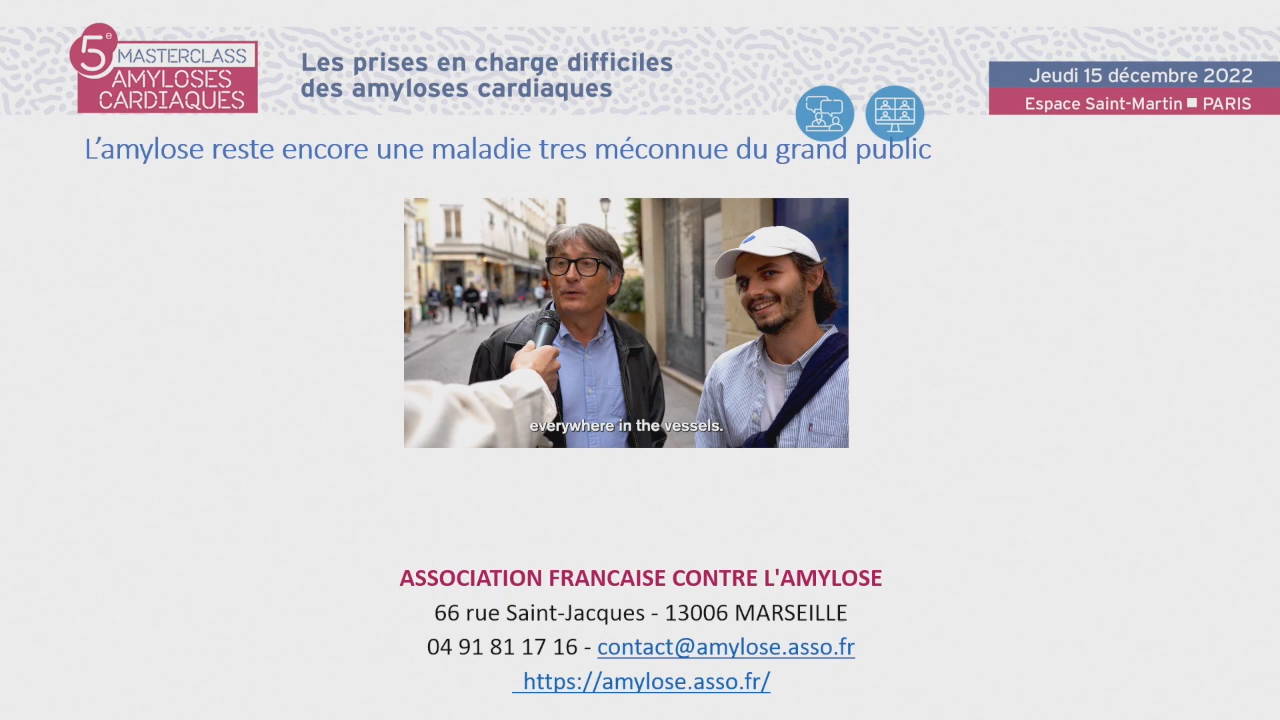 5e
MASTERCLASS
AMYLOSES
CARDIAQUES
Les prises en charge difficiles
des amyloses cardiaques
Jeudi 15 décembre 2022
Espace Saint-Martin ■ PARIS
L’amylose reste encore une maladie tres méconnue du grand public
everywhere in the vessels.
ASSOCIATION FRANCAISE CONTRE L'AMYLOSE
66 rue Saint-Jacques - 13006 MARSEILLE
04 91 81 17 16 - contact@amylose.asso.fr
https://amylose.asso.fr/